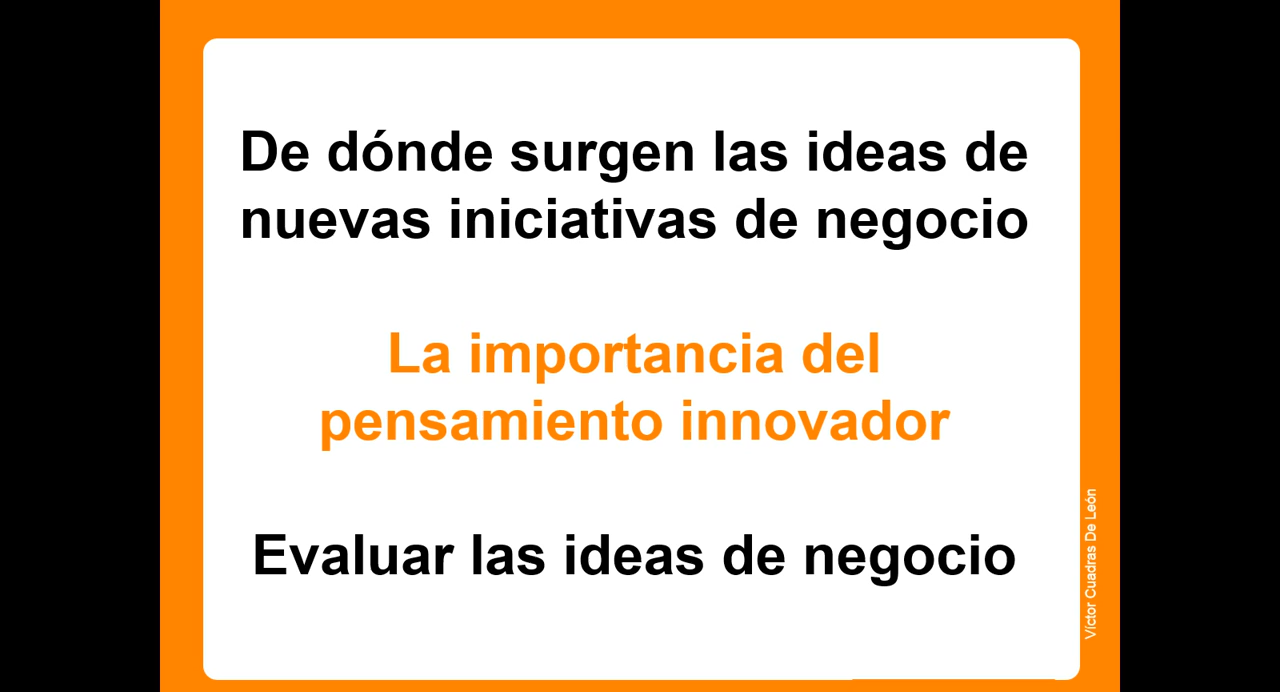 De dónde surgen las ideas de
nuevas iniciativas de negocio
La importancia del
pensamiento innovador
Evaluar las ideas de negocio
Víctor Cuadras De León